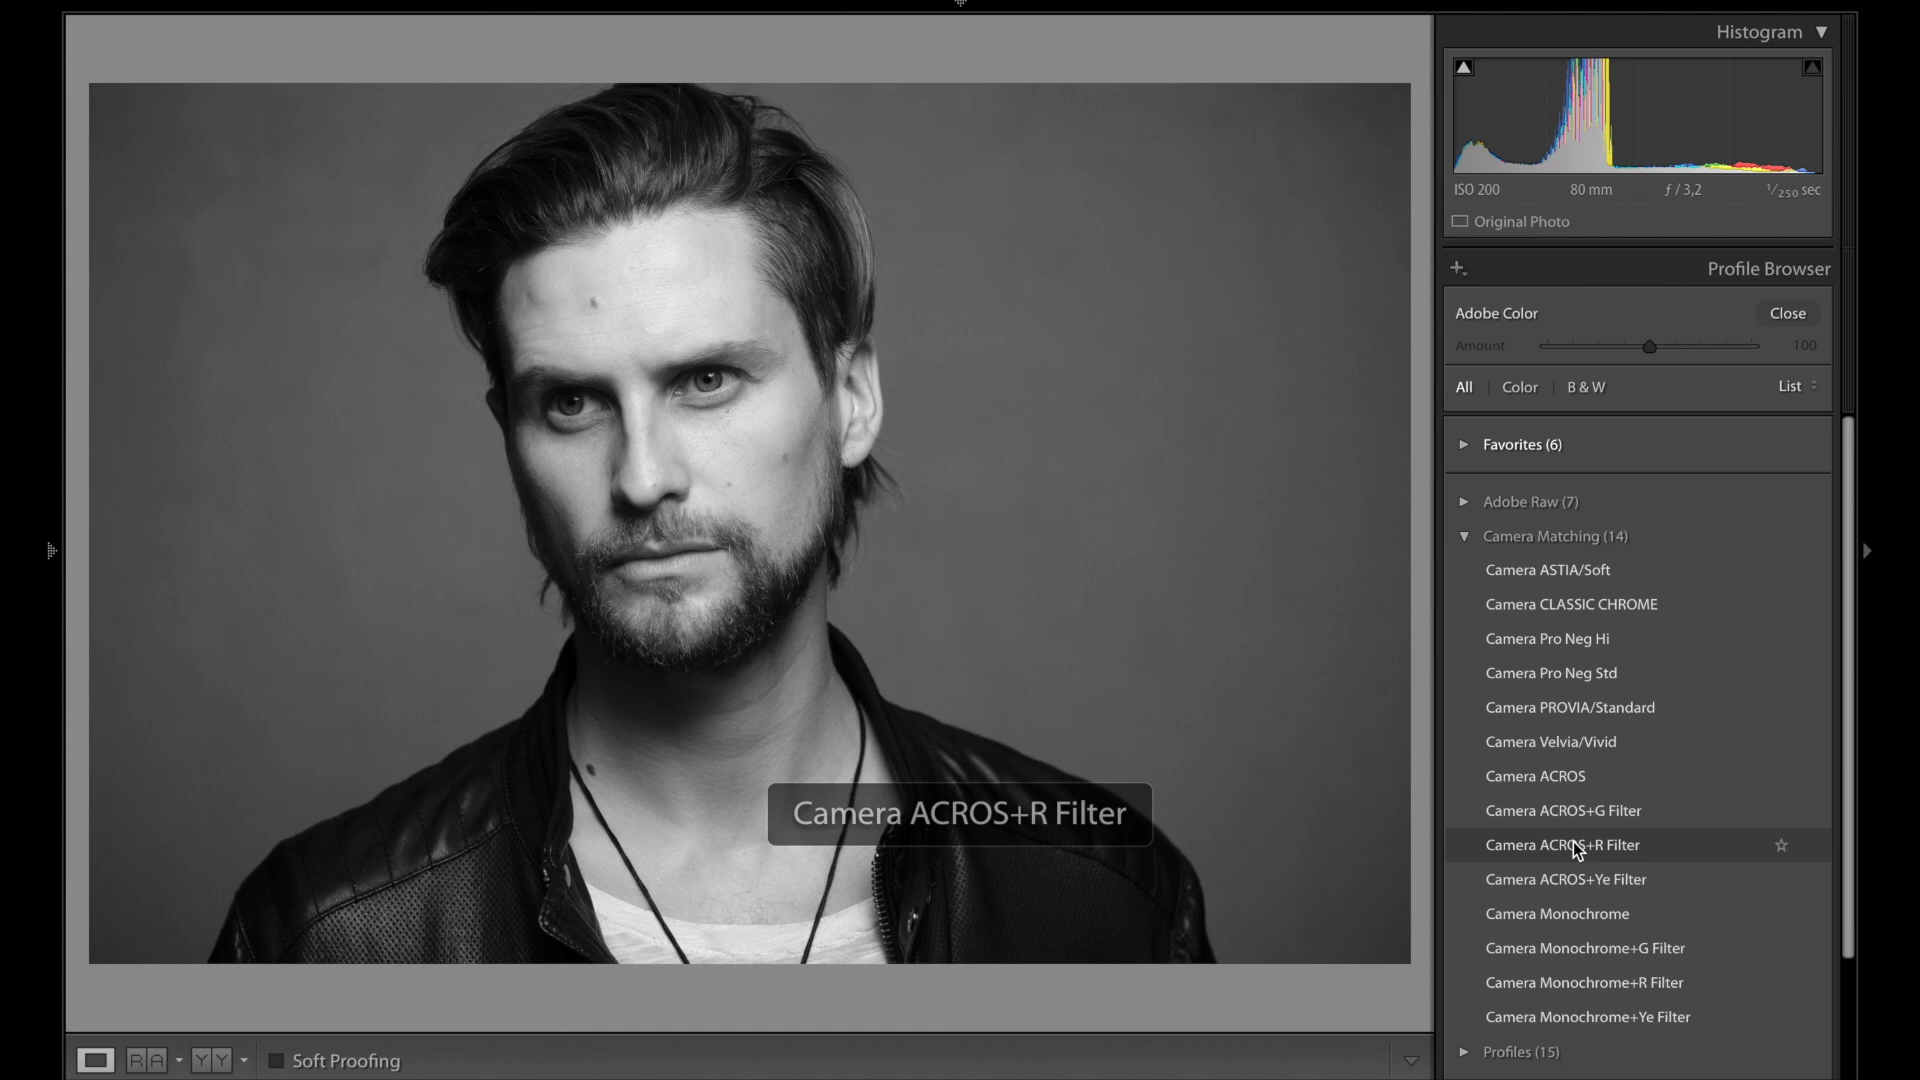 Histogram
ISO 200 80 mm ƒ / 3,2 1/250 sec
Original Photo
Profile Browser
Adobe Color Close
Amount 100
All | Color | B & W List
Favorites (6)
Adobe Raw (7)
Camera Matching (14)
Camera ASTIA/Soft
Camera CLASSIC CHROME
Camera Pro Neg Hi
Camera Pro Neg Std
Camera PROVIA/Standard
Camera Velvia/Vivid
Camera ACROS
Camera ACROS+G Filter
Camera ACROS+R Filter
Camera ACROS+R Filter
Camera ACROS+Ye Filter
Camera Monochrome
Camera Monochrome+G Filter
Camera Monochrome+R Filter
Camera Monochrome+Ye Filter
Profiles (15)
R A Y Y Soft Proofing